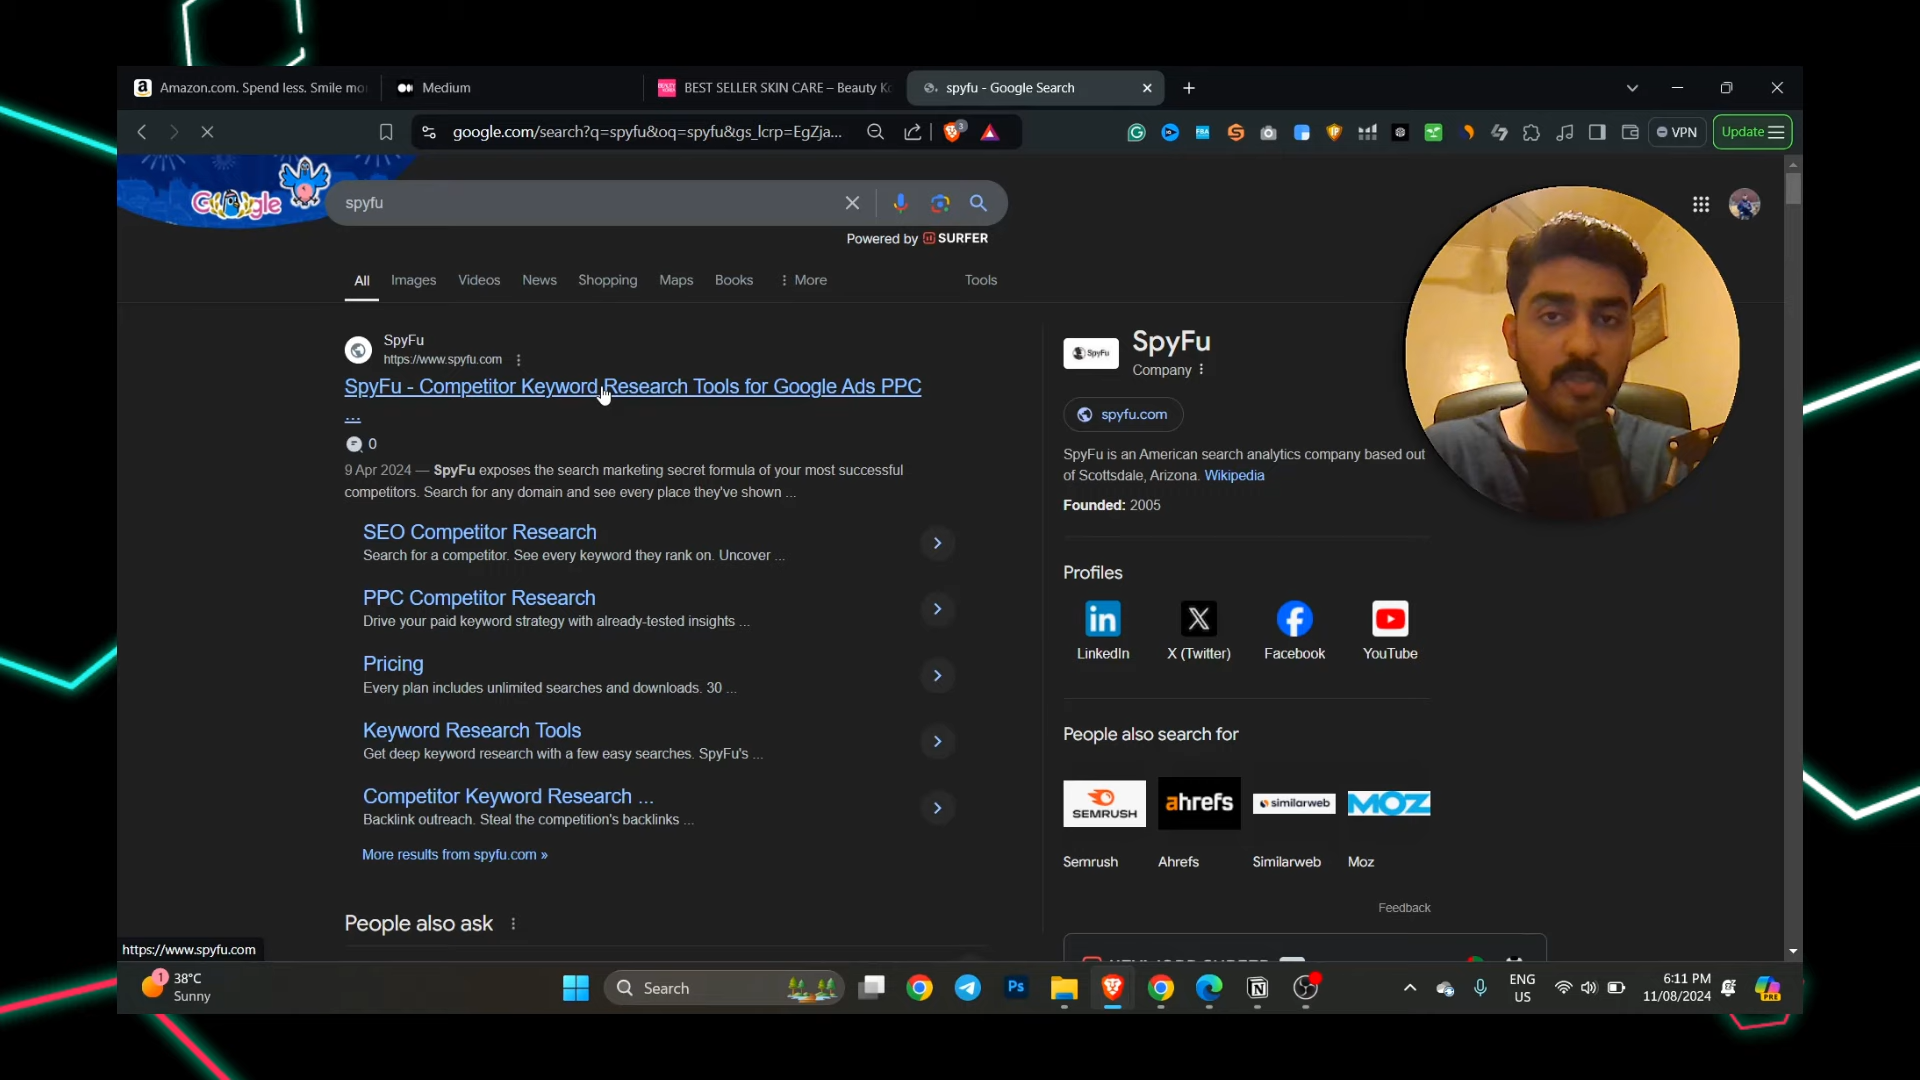 Amazon.com. Spend less. Smile mo
Medium
BEST SELLER SKIN CARE – Beauty Ko
spyfu - Google Search
google.com/search?q=spyfu&oq=spyfu&gs_lcrp=EgZja...
3
VPN
Update
Google
spyfu
Powered by SURFER
All
Images
Videos
News
Shopping
Maps
Books
More
Tools
SpyFu
https://www.spyfu.com
SpyFu - Competitor Keyword Research Tools for Google Ads PPC
...
0
9 Apr 2024 — SpyFu exposes the search marketing secret formula of your most successful
competitors. Search for any domain and see every place they've shown ...
SEO Competitor Research
Search for a competitor. See every keyword they rank on. Uncover ...
PPC Competitor Research
Drive your paid keyword strategy with already-tested insights ...
Pricing
Every plan includes unlimited searches and downloads. 30 ...
Keyword Research Tools
Get deep keyword research with a few easy searches. SpyFu's ...
Competitor Keyword Research ...
Backlink outreach. Steal the competition's backlinks ...
More results from spyfu.com »
People also ask
SpyFu
SpyFu
Company
spyfu.com
SpyFu is an American search analytics company based out
of Scottsdale, Arizona. Wikipedia
Founded: 2005
Profiles
LinkedIn
X (Twitter)
Facebook
YouTube
People also search for
SEMRUSH
ahrefs
similarweb
MOZ
Semrush
Ahrefs
Similarweb
Moz
Feedback
https://www.spyfu.com
1
38°C
Sunny
Search
Ps
ENG
US
6:11 PM
11/08/2024
PRE